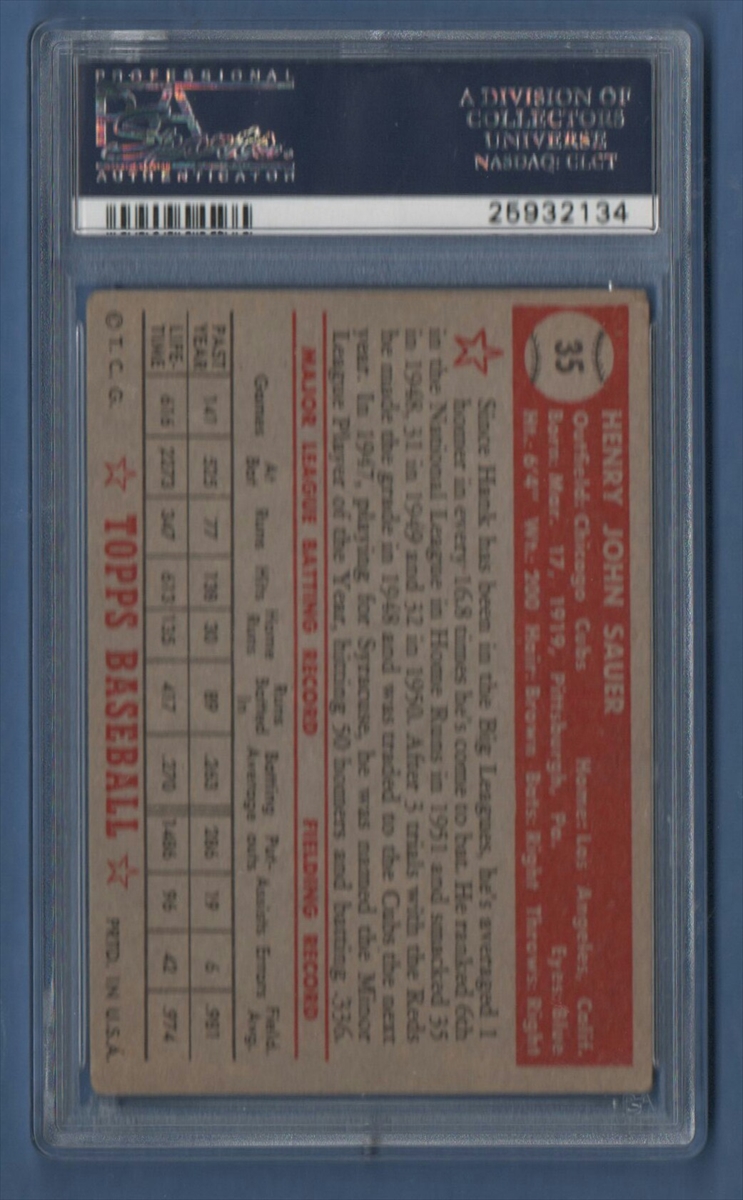 PROFESSIONAL
AUTHENTICATOR
A DIVISION OF
COLLECTORS
UNIVERSE
NASDAQ: CLCT
25932134
35
HENRY JOHN SAUER
Outfield: Chicago Cubs Home: Los Angeles, Calif.
Born: Mar. 17, 1919, Pittsburgh, Pa. Eyes: Blue
Ht.: 6'4" Wt.: 200 Hair: Brown Bats: Right Throws: Right
Since Hank has been in the Big Leagues, he's averaged 1
homer in every 16.8 times he's come to bat. He ranked 6th
in the National League in Home Runs in 1951 and smacked 35
in 1948, 31 in 1949 and 32 in 1950. After 3 trials with the Reds
he made the grade in 1948 and was traded to the Cubs the next
year. In 1947, playing for Syracuse, he was named the Minor
League Player of the Year, hitting 50 homers and batting .336.
MAJOR LEAGUE BATTING RECORD FIELDING RECORD
Games At Bat Runs Hits Home Runs Runs Batted In Batting Average Put-outs Assists Errors Field. Avg.
PAST YEAR 141 525 77 138 30 89 .263 286 19 6 .981
LIFE-TIME 616 2273 347 613 135 417 .270 1486 96 42 .974
© T. C. G. TOPPS BASEBALL PRTD. IN U.S.A.